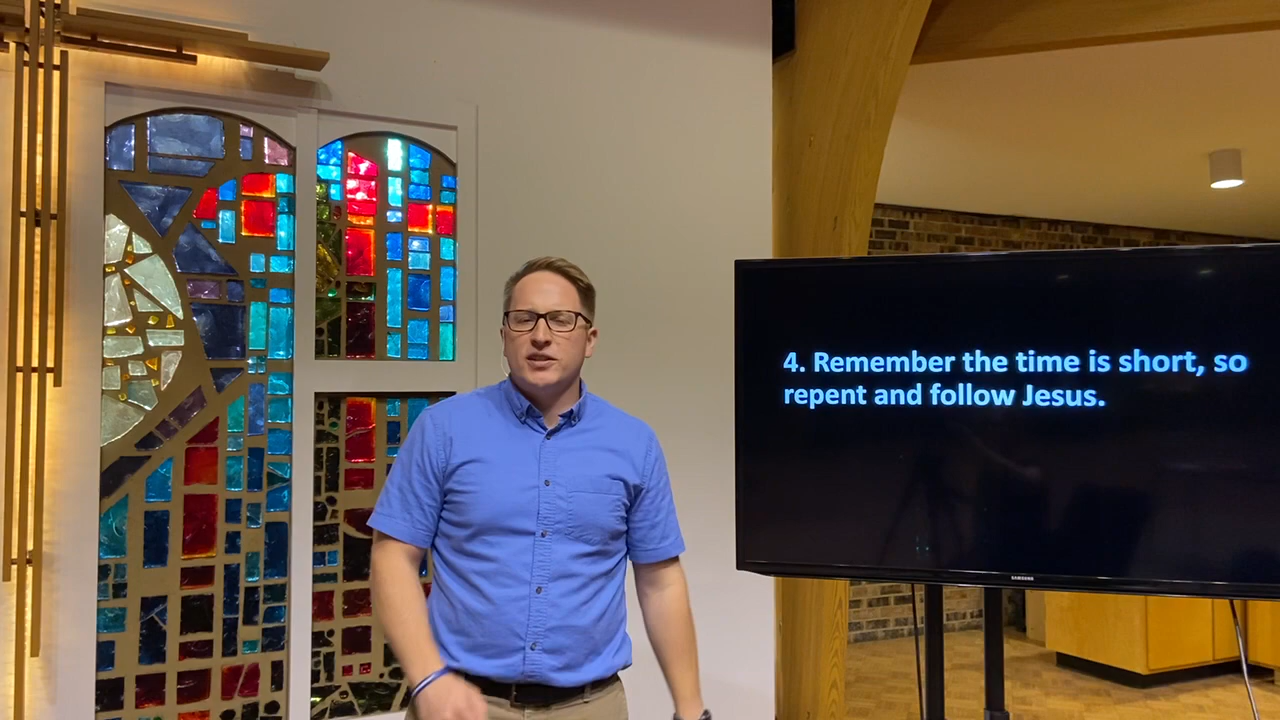 4. Remember the time is short, so
repent and follow Jesus.
SAMSUNG